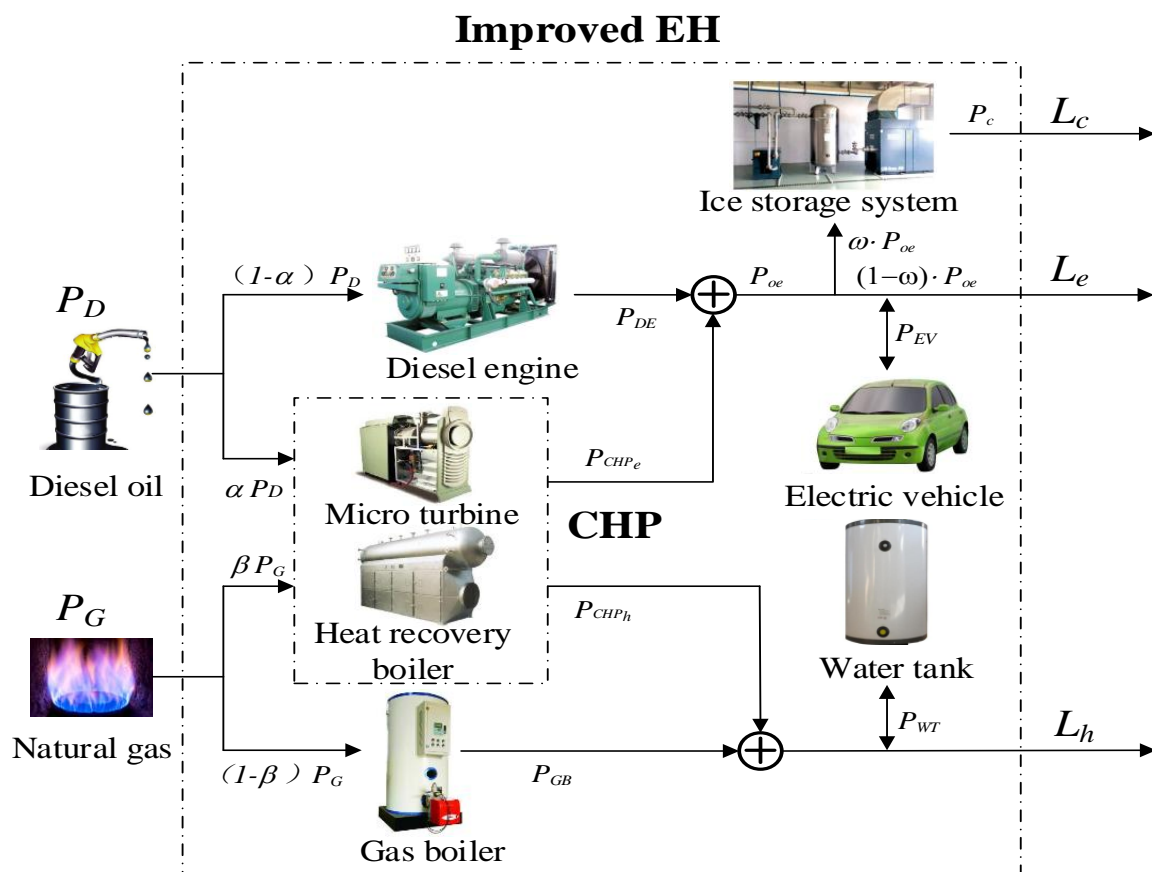 Improved EH
P_c
L_c
Ice storage system
ω· P_oe
(1-α) P_D
P_oe
(1−ω)· P_oe
L_e
P_D
P_DE
P_EV
Diesel engine
P_CHPe
Diesel oil
α P_D
Micro turbine
Electric vehicle
CHP
β P_G
P_G
P_CHPh
Heat recovery
boiler
Water tank
P_WT
L_h
Natural gas
(1-β) P_G
P_GB
Gas boiler